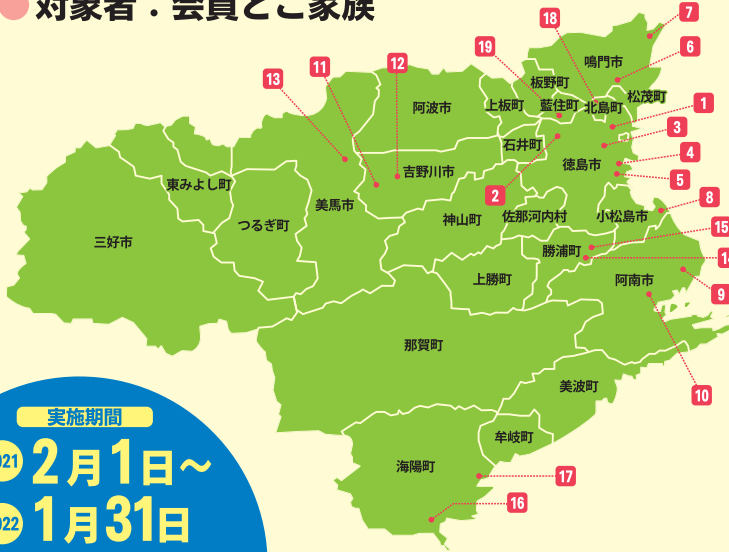 対象者：会員とご家族
7
18
19
6
鳴門市
12
11
13
板野町
松茂町
阿波市
上板町
藍住町
北島町
1
3
石井町
4
徳島市
吉野川市
5
東みよし町
2
8
美馬市
つるぎ町
神山町
佐那河内村
小松島市
15
三好市
勝浦町
14
上勝町
阿南市
9
那賀町
美波町
10
実施期間
2021
2月1日〜
2022
1月31日
牟岐町
海陽町
17
16